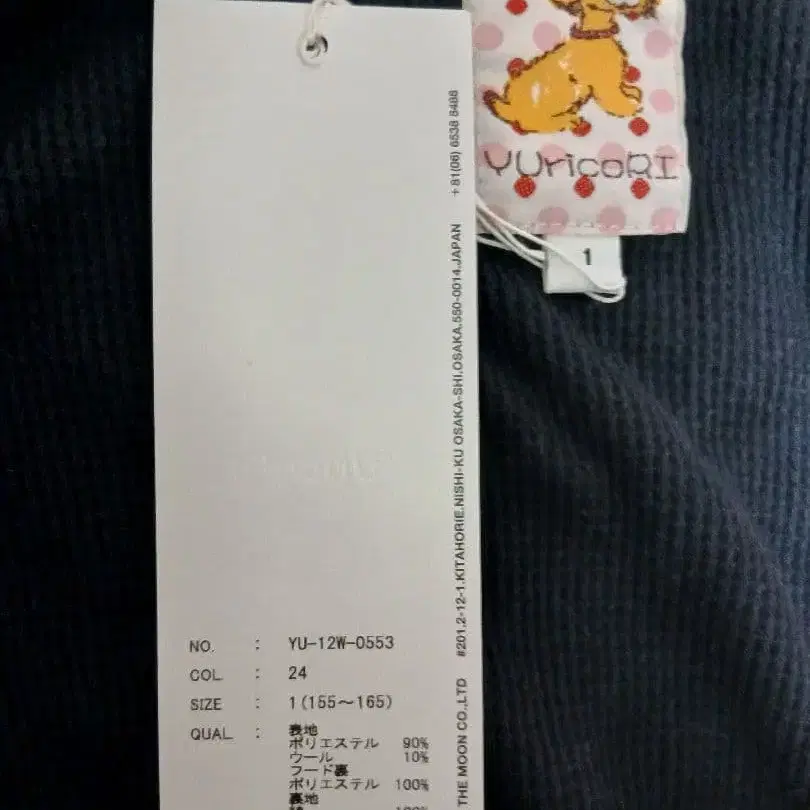 YUricoRI
1
NO. : YU-12W-0553
COL. : 24
SIZE : 1(155～165)
QUAL. : 表地
ポリエステル 90%
ウール 10%
フード裏
ポリエステル 100%
裏地
THE MOON CO.,LTD #201,2-12-1,KITAHORIE,NISHI-KU OSAKA-SHI,OSAKA,550-0014,JAPAN +81(06) 6538 8488